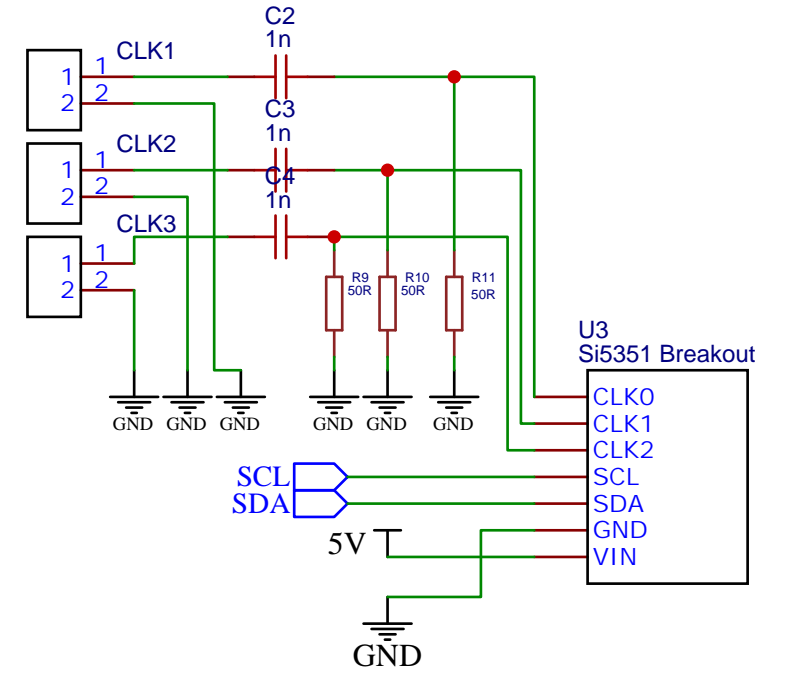 C2
1n
CLK1
1
1
2
2
C3
1n
CLK2
1
1
2
2
C4
1n
CLK3
1
1
2
2
R9
50R
R10
50R
R11
50R
U3
Si5351 Breakout
CLK0
CLK1
CLK2
SCL
SDA
GND
VIN
GND
GND
GND
GND
GND
GND
SCL
SDA
5V
GND